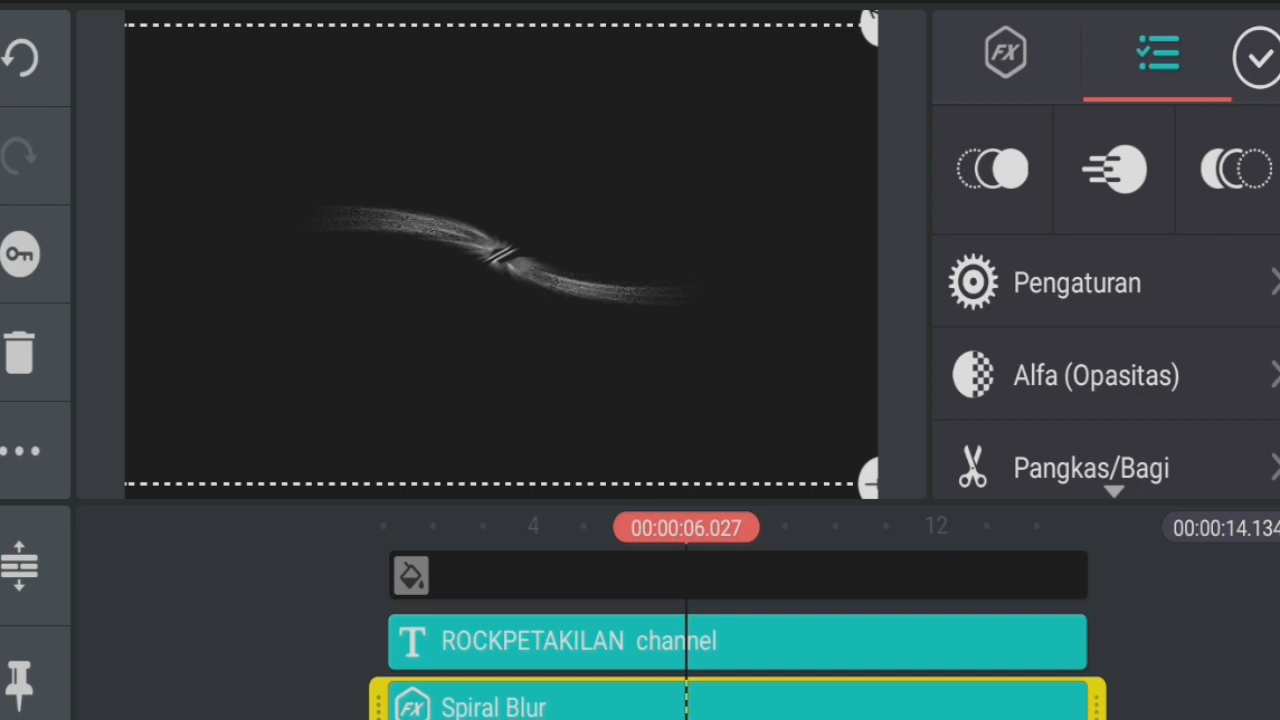 FX
Pengaturan
Alfa (Opasitas)
Pangkas/Bagi
4
00:00:06.027
12
00:00:14.134
T ROCKPETAKILAN channel
FX Spiral Blur